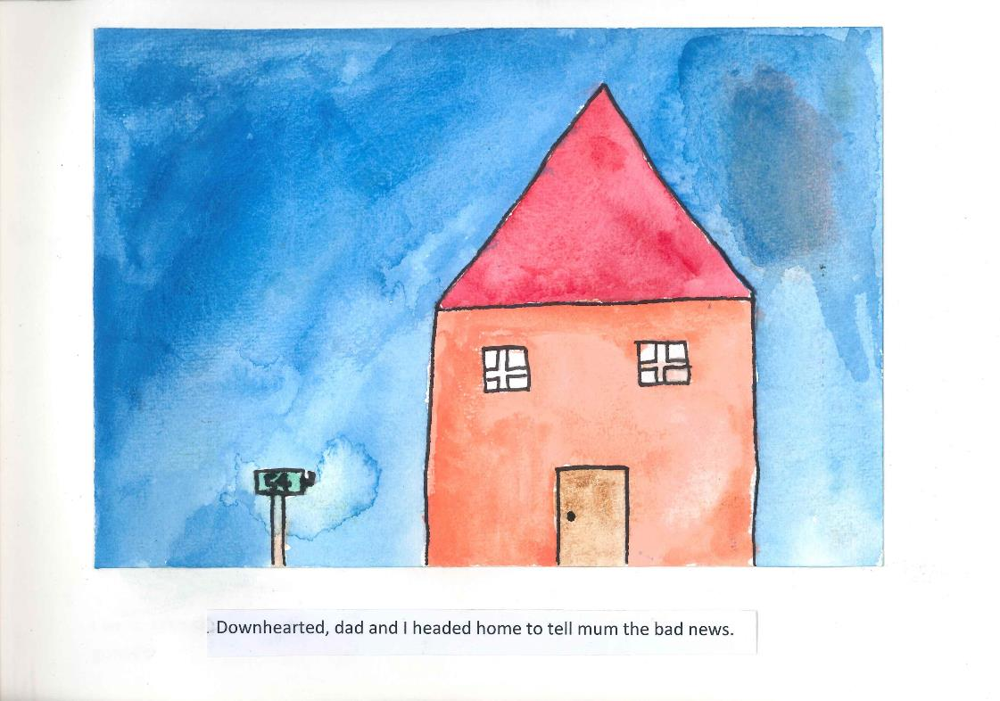 . Downhearted, dad and I headed home to tell mum the bad news.